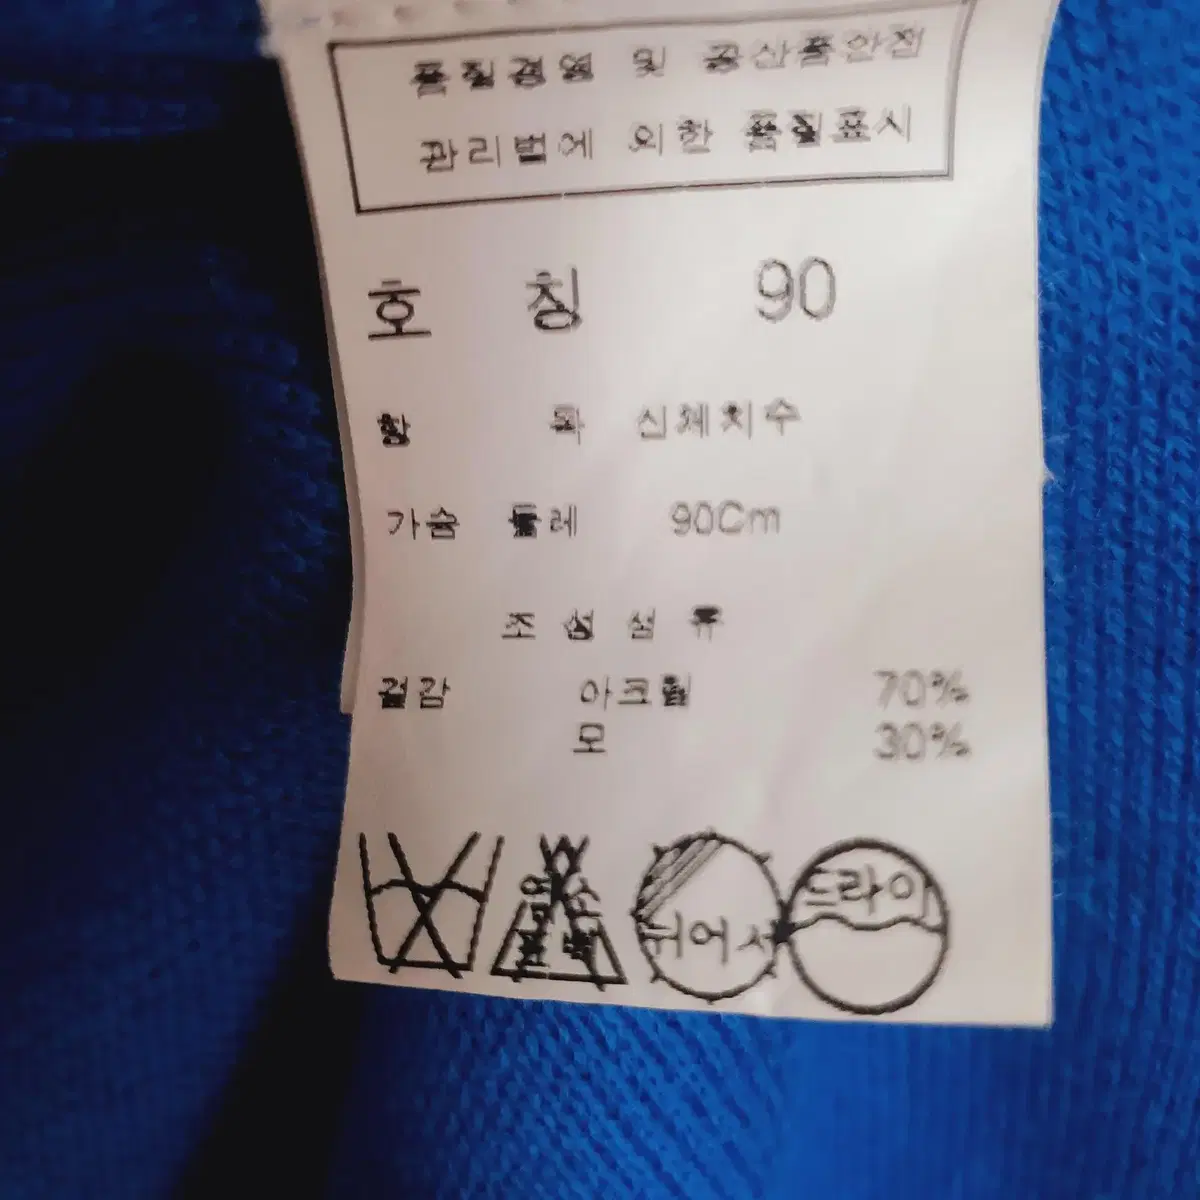 품질경영 및 공산품안전
관리법에 의한 품질표시
호 칭 90
항 목 신체치수
가슴 둘레 90Cm
조 성 섬 유
겉감 아크릴 70%
모 30%
뉘어서 드라이